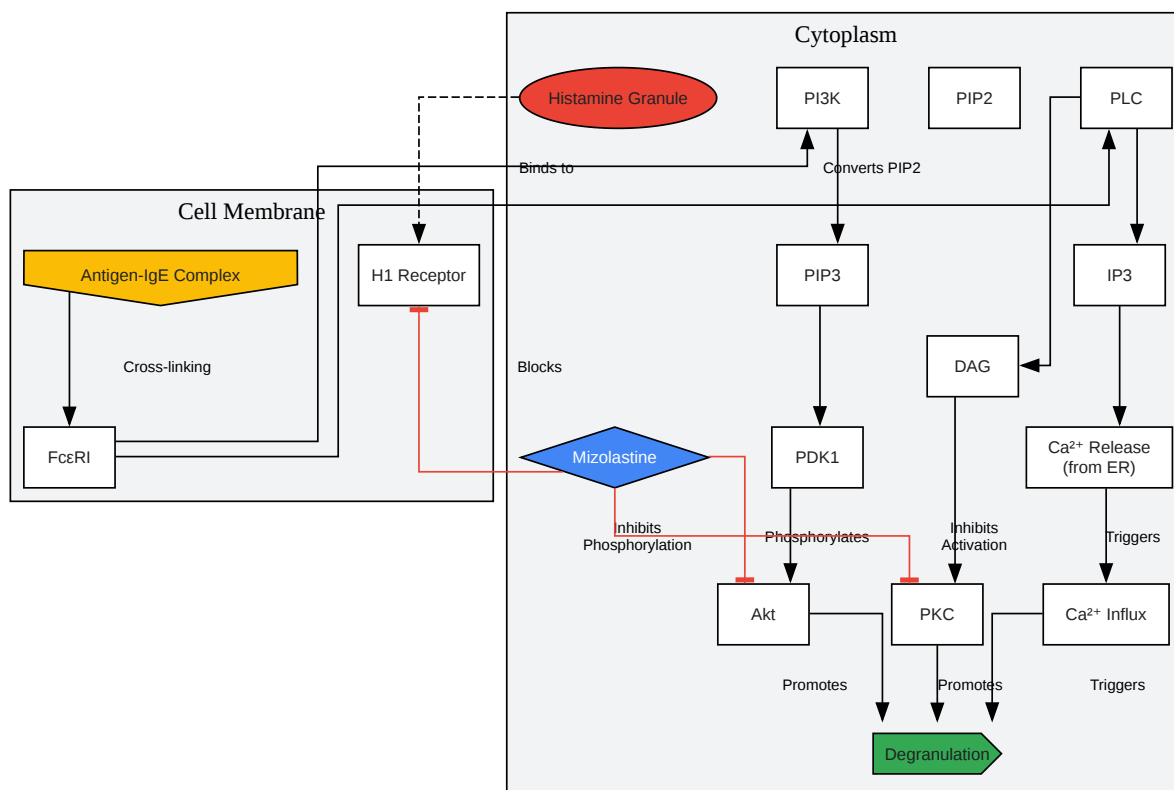 Cytoplasm
Histamine Granule
PI3K
PIP2
PLC
Binds to
Converts PIP2
Cell Membrane
Antigen-IgE Complex
H1 Receptor
PIP3
IP3
Cross-linking
Blocks
DAG
FcεRI
Mizolastine
PDK1
Ca²⁺ Release
(from ER)
Inhibits
Phosphorylation
Phosphorylates
Inhibits
Activation
Triggers
Akt
PKC
Ca²⁺ Influx
Promotes
Promotes
Triggers
Degranulation